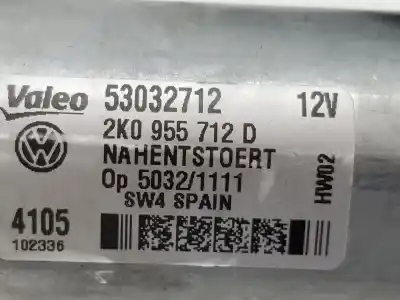 Valeo 53032712 12V
2K0 955 712 D
NAHENTSTOERT
Op 5032/1111
SW4 SPAIN
HW02
4105
102336